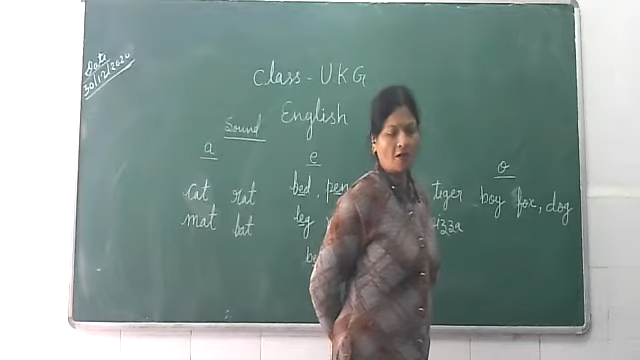 Date
30/12/2020
Class - UKG
English
Sound
a
e
o
cat rat
bed, pen
tiger
boy fox, dog
mat bat
leg